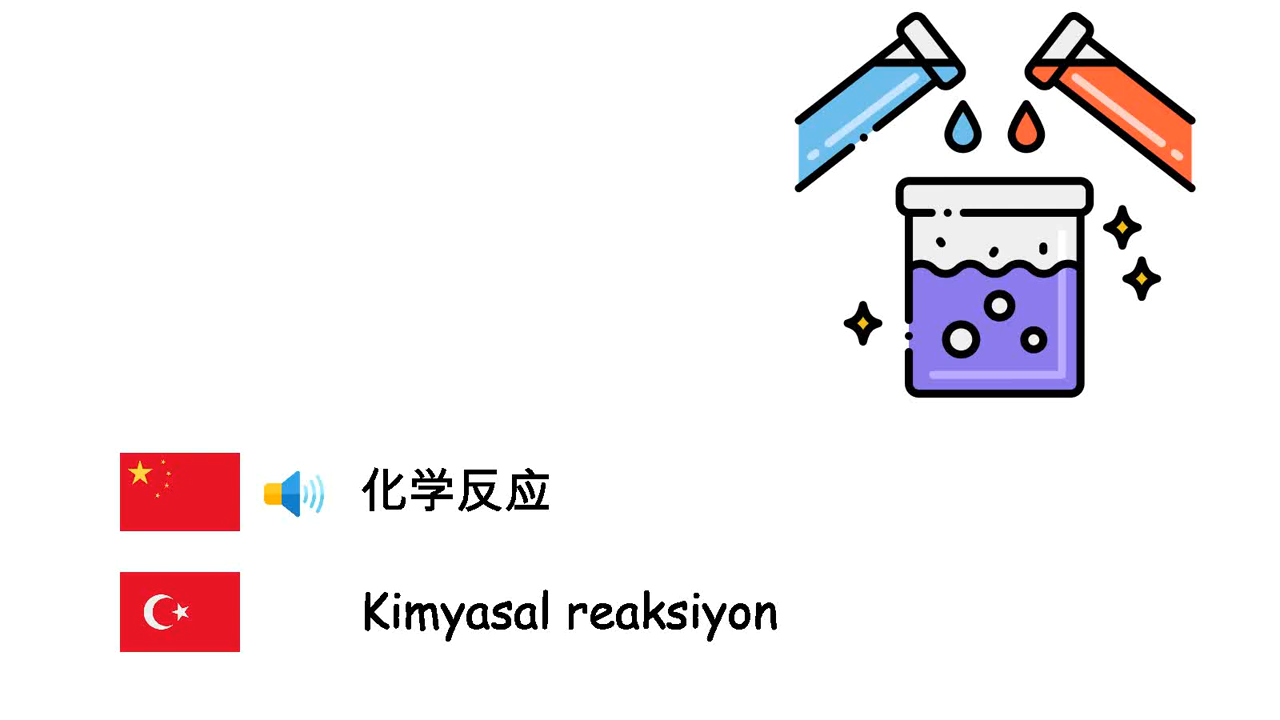 化学反应
Kimyasal reaksiyon